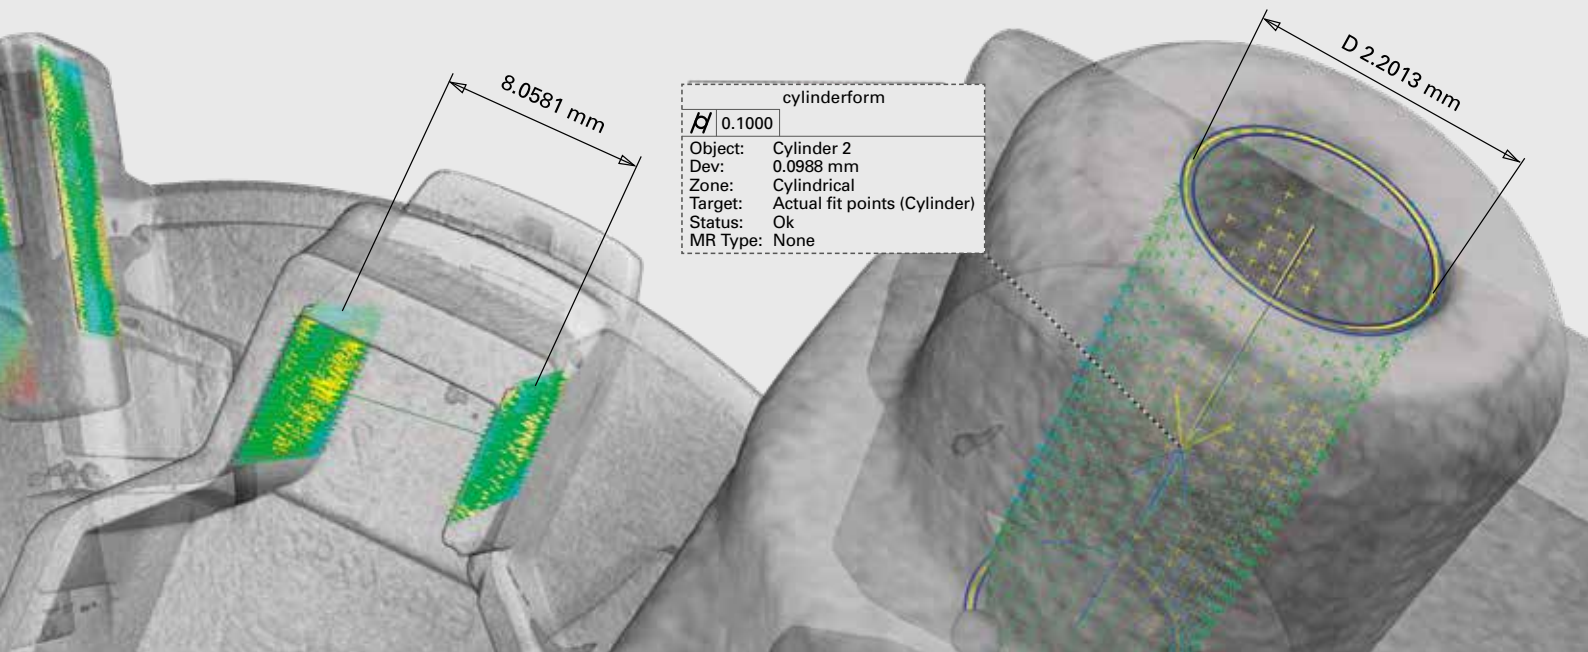 8.0581 mm
cylinderform
0.1000
Object: Cylinder 2
Dev: 0.0988 mm
Zone: Cylindrical
Target: Actual fit points (Cylinder)
Status: Ok
MR Type: None
D 2.2013 mm